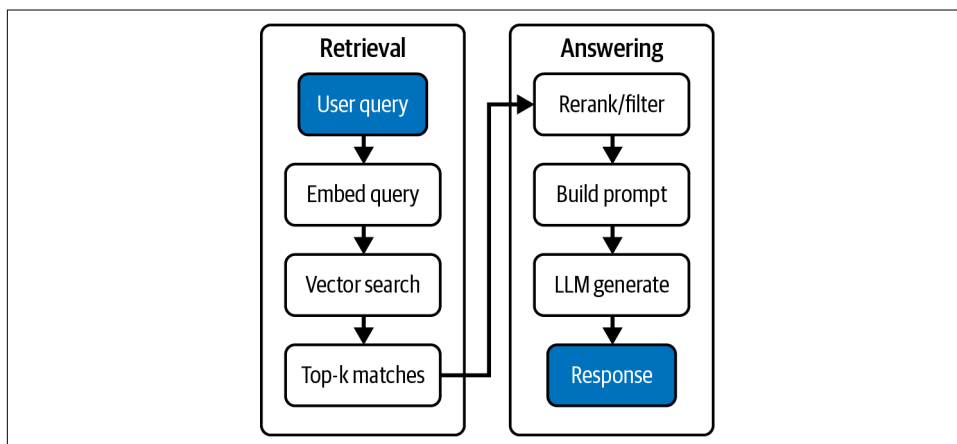 Retrieval
User query
Embed query
Vector search
Top-k matches
Answering
Rerank/filter
Build prompt
LLM generate
Response